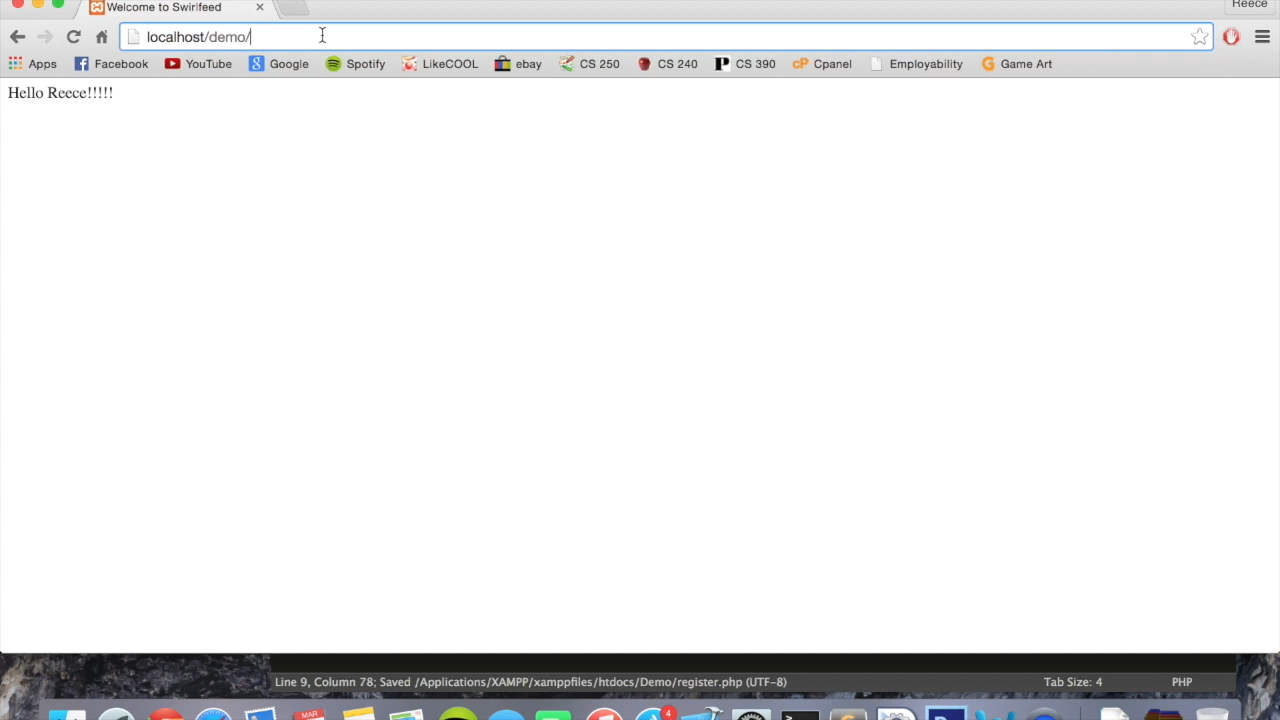 Welcome to Swirlfeed
Reece
localhost/demo/
Apps Facebook YouTube Google Spotify LikeCOOL ebay CS 250 CS 240 CS 390 Cpanel Employability Game Art
Hello Reece!!!!!
Line 9, Column 78; Saved /Applications/XAMPP/xamppfiles/htdocs/Demo/register.php (UTF-8) Tab Size: 4 PHP
MAR 4